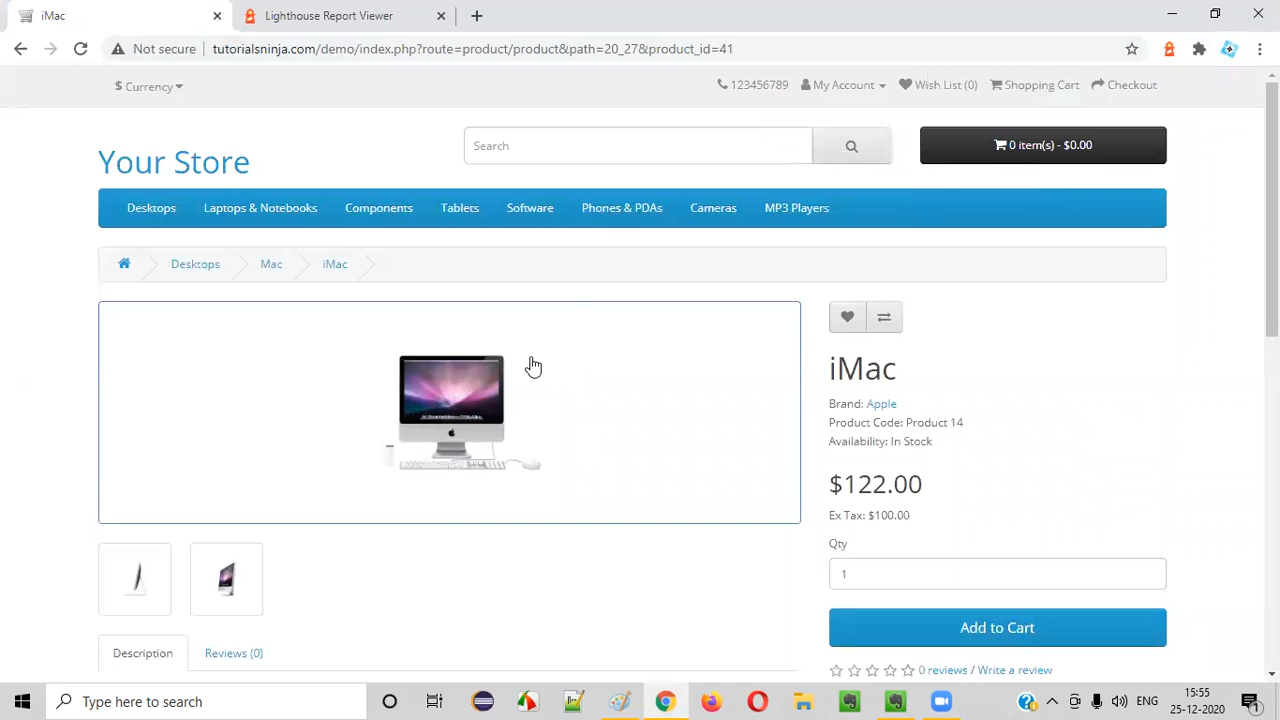 iMac
Lighthouse Report Viewer
Not secure
tutorialsninja.com/demo/index.php?route=product/product&path=20_27&product_id=41
$ Currency
123456789
My Account
Wish List (0)
Shopping Cart
Checkout
Your Store
Search
0 item(s) - $0.00
Desktops
Laptops & Notebooks
Components
Tablets
Software
Phones & PDAs
Cameras
MP3 Players
Desktops
Mac
iMac
iMac
Brand: Apple
Product Code: Product 14
Availability: In Stock
$122.00
Ex Tax: $100.00
Qty
1
Add to Cart
Description
Reviews (0)
0 reviews / Write a review
Type here to search
ENG
15:55
25-12-2020